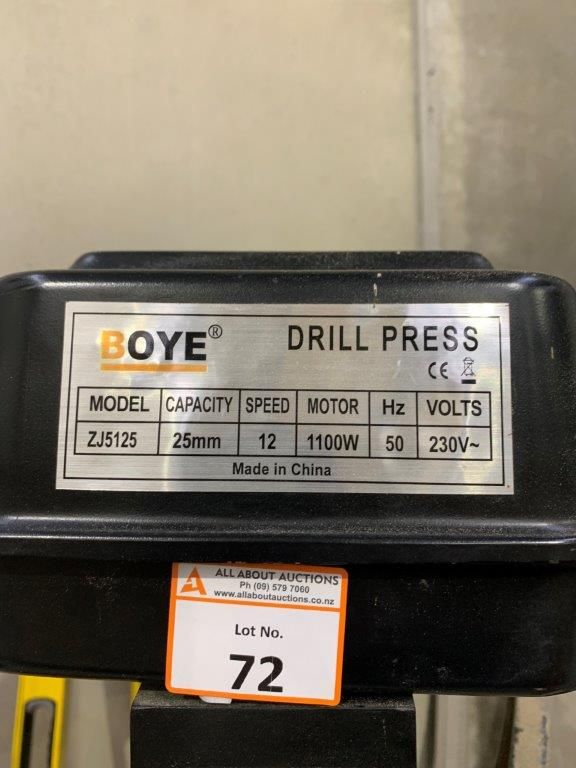 BOYE® DRILL PRESS
CE
MODEL CAPACITY SPEED MOTOR Hz VOLTS
ZJ5125 25mm 12 1100W 50 230V~
Made in China
ALL ABOUT AUCTIONS
Ph (09) 579 7060
www.allaboutauctions.co.nz
Lot No.
72